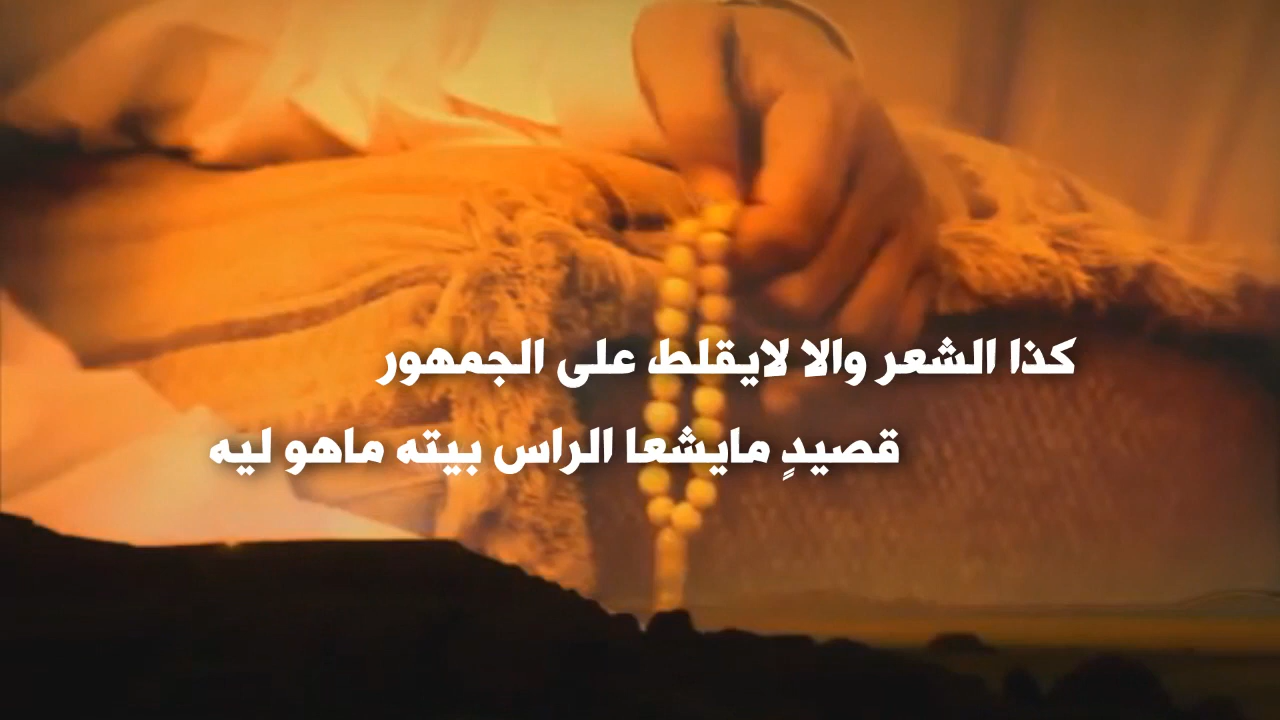 كذا الشعر والا لايقلط على الجمهور
قصيدٍ مايشعا الراس بيته ماهو ليه